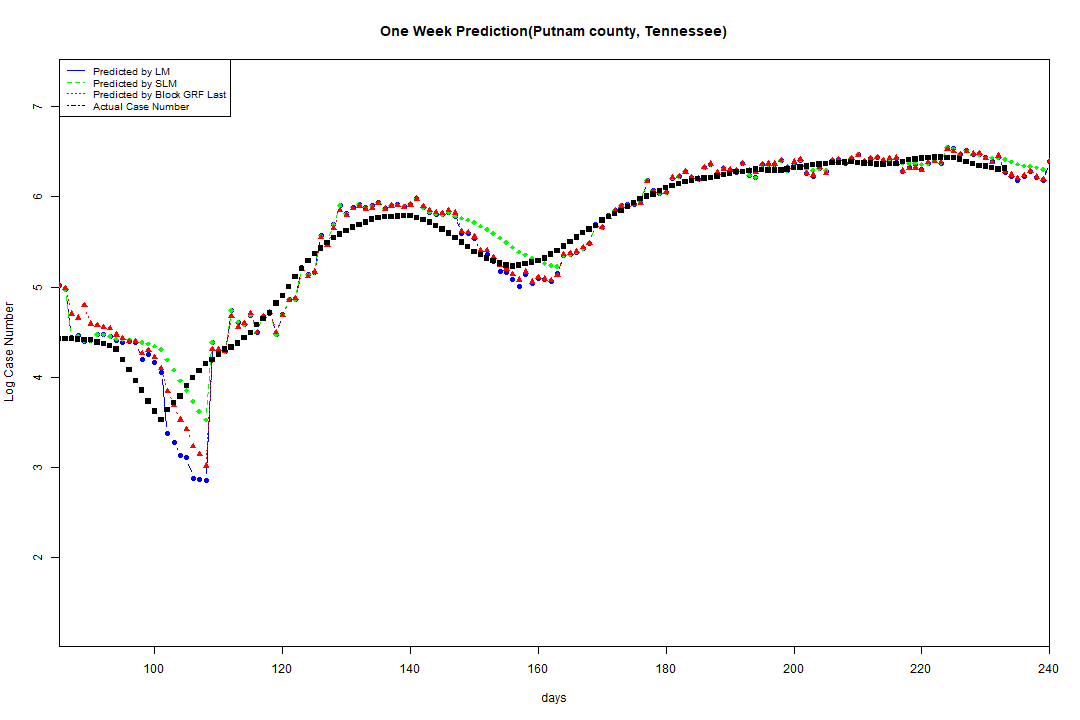 One Week Prediction(Putnam county, Tennessee)
Predicted by LM
Predicted by SLM
Predicted by Block GRF Last
Actual Case Number
7
6
5
4
3
2
Log Case Number
100 120 140 160 180 200 220 240
days